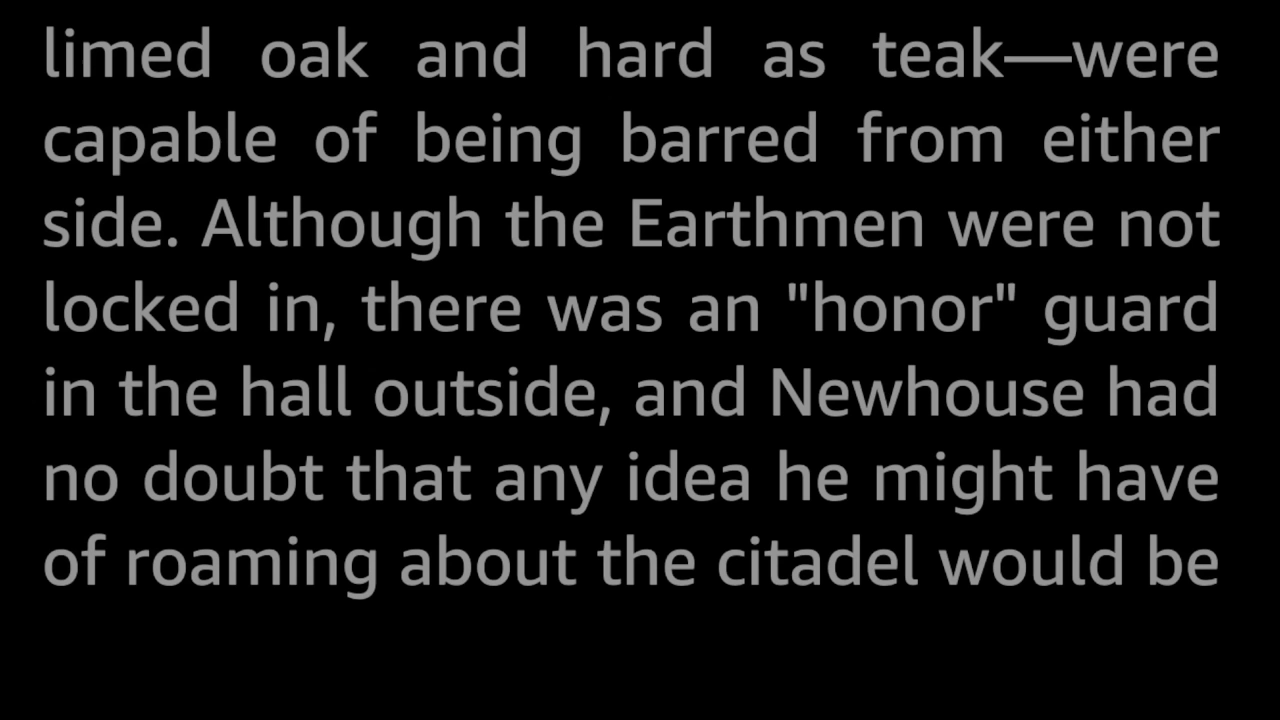 limed oak and hard as teak—were
capable of being barred from either
side. Although the Earthmen were not
locked in, there was an "honor" guard
in the hall outside, and Newhouse had
no doubt that any idea he might have
of roaming about the citadel would be